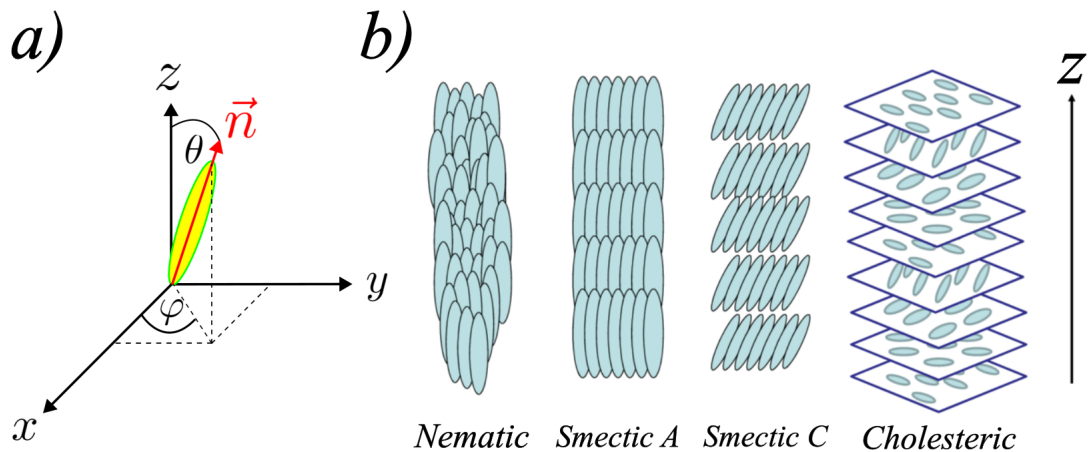 a)
z
n⃗
θ
y
φ
x
b)
z
Nematic
Smectic A
Smectic C
Cholesteric